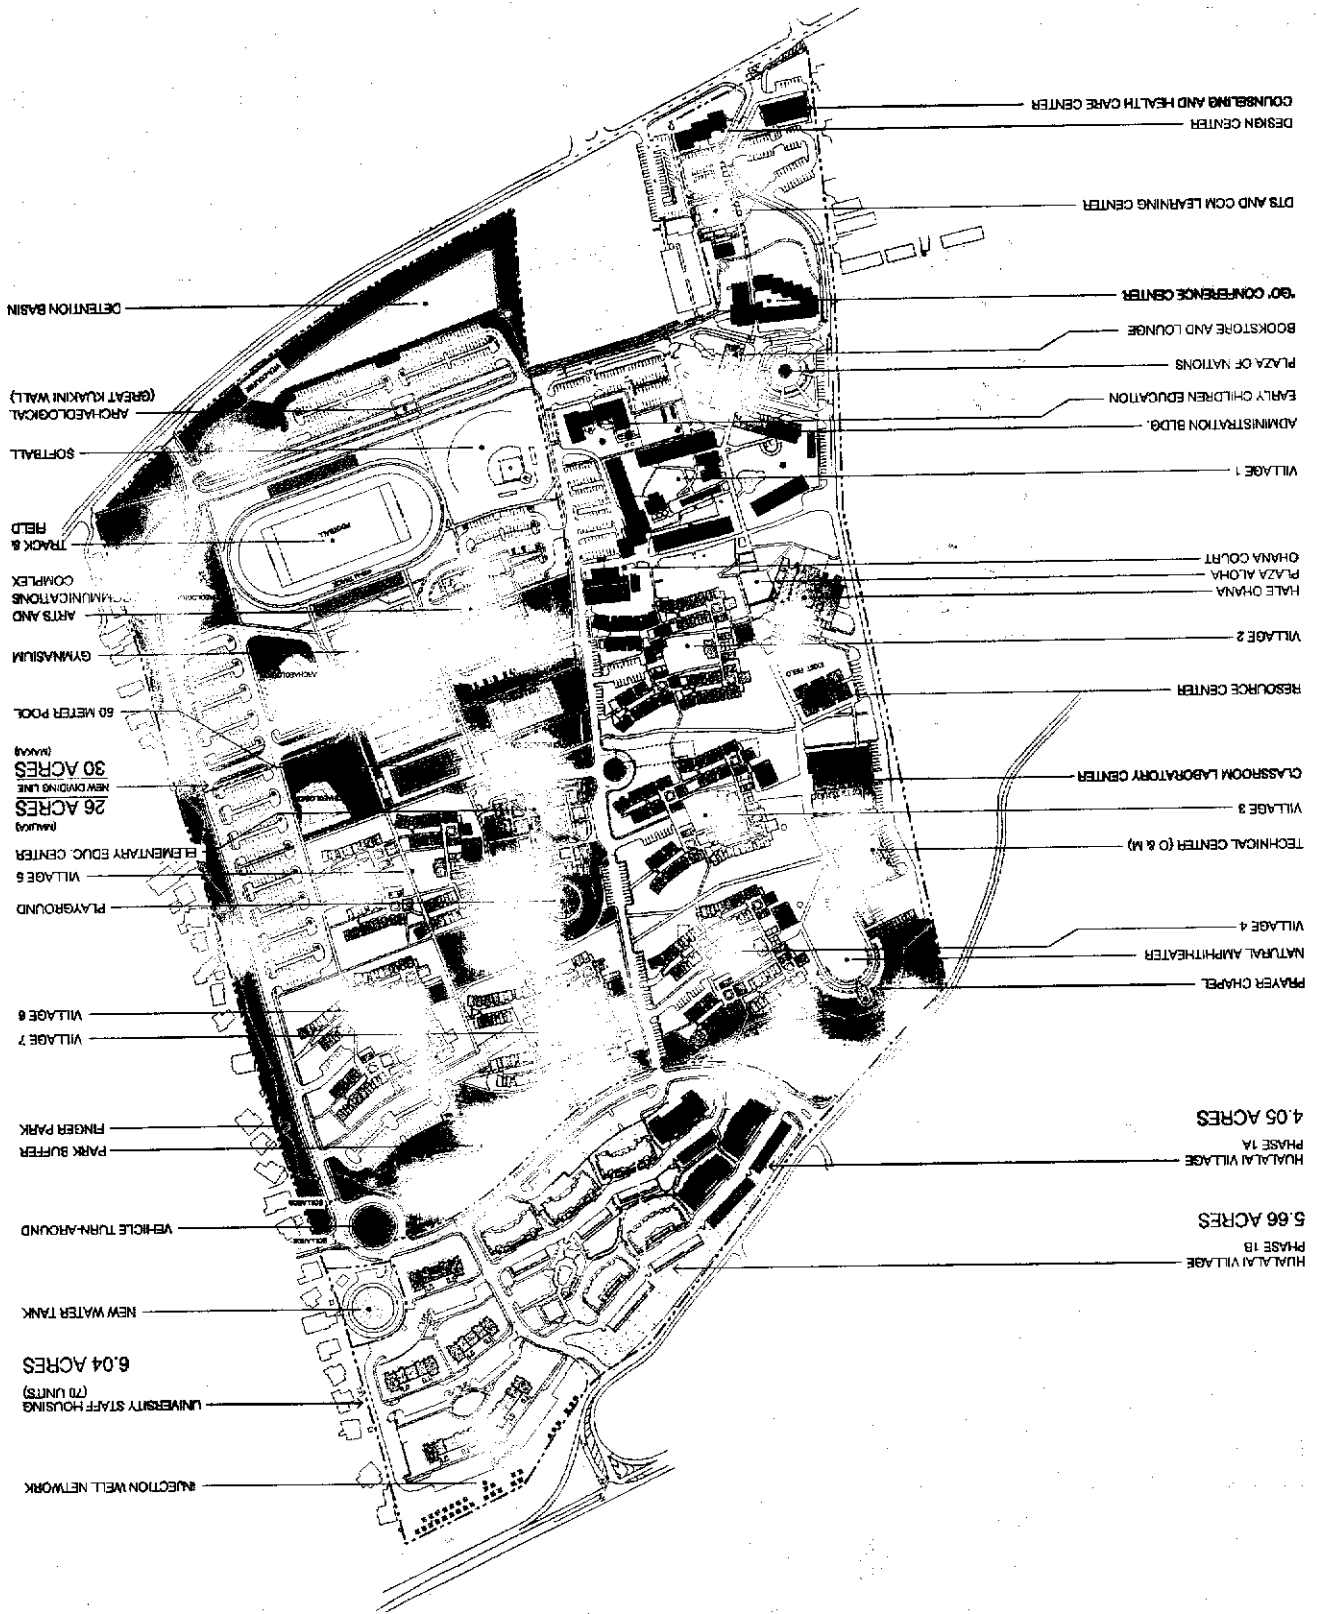 HUALALAI VILLAGE
PHASE 1B
5.66 ACRES
HUALALAI VILLAGE
PHASE 1A
4.05 ACRES
PRAYER CHAPEL
NATURAL AMPHITHEATER
VILLAGE 4
TECHNICAL CENTER (O & M)
VILLAGE 3
CLASSROOM LABORATORY CENTER
RESOURCE CENTER
VILLAGE 2
HALE OHANA
PLAZA ALOHA
OHANA COURT
VILLAGE 1
ADMINISTRATION BLDG.
EARLY CHILDREN EDUCATION
PLAZA OF NATIONS
BOOKSTORE AND LOUNGE
"GO" CONFERENCE CENTER
DTS AND CCM LEARNING CENTER
DESIGN CENTER
COUNSELING AND HEALTH CARE CENTER
INJECTION WELL NETWORK
UNIVERSITY STAFF HOUSING
(70 UNITS)
6.04 ACRES
NEW WATER TANK
VEHICLE TURN-AROUND
BOLLARDS
BOLLARDS
PARK BUFFER
FINGER PARK
VILLAGE 7
VILLAGE 6
PLAYGROUND
VILLAGE 5
ELEMENTARY EDUC. CENTER
(MAUKA)
26 ACRES
NEW DIVIDING LINE
30 ACRES
(MAKAI)
50 METER POOL
GYMNASIUM
ARTS AND
COMMUNICATIONS
COMPLEX
TRACK &
FIELD
FOOTBALL
SOFTBALL
ARCHAEOLOGICAL
(GREAT KUAKINI WALL)
DETENTION BASIN